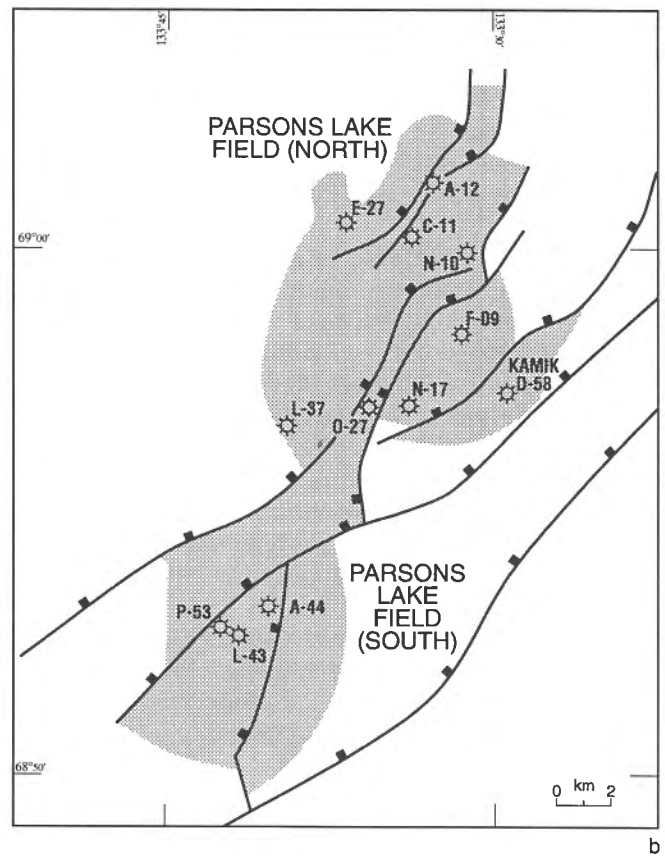 133°45'
133°30'
PARSONS LAKE
FIELD (NORTH)
A-12
F-27
C-11
69°00'
N-10
F-09
KAMIK
D-58
N-17
L-37
O-27
PARSONS
LAKE
FIELD
(SOUTH)
P-53
A-44
L-43
68°50'
0 km 2
b